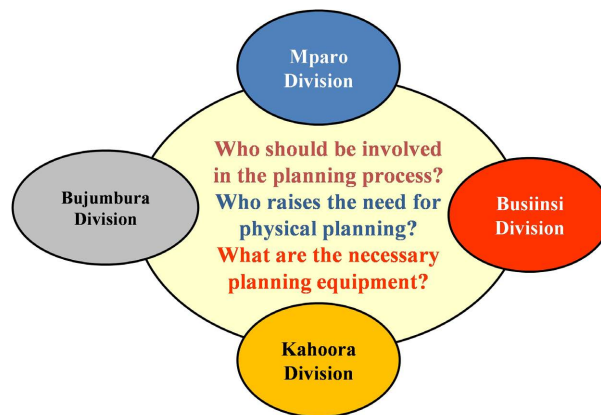 Mparo
Division
Who should be involved
in the planning process?
Who raises the need for
physical planning?
What are the necessary
planning equipment?
Bujumbura
Division
Busiinsi
Division
Kahoora
Division